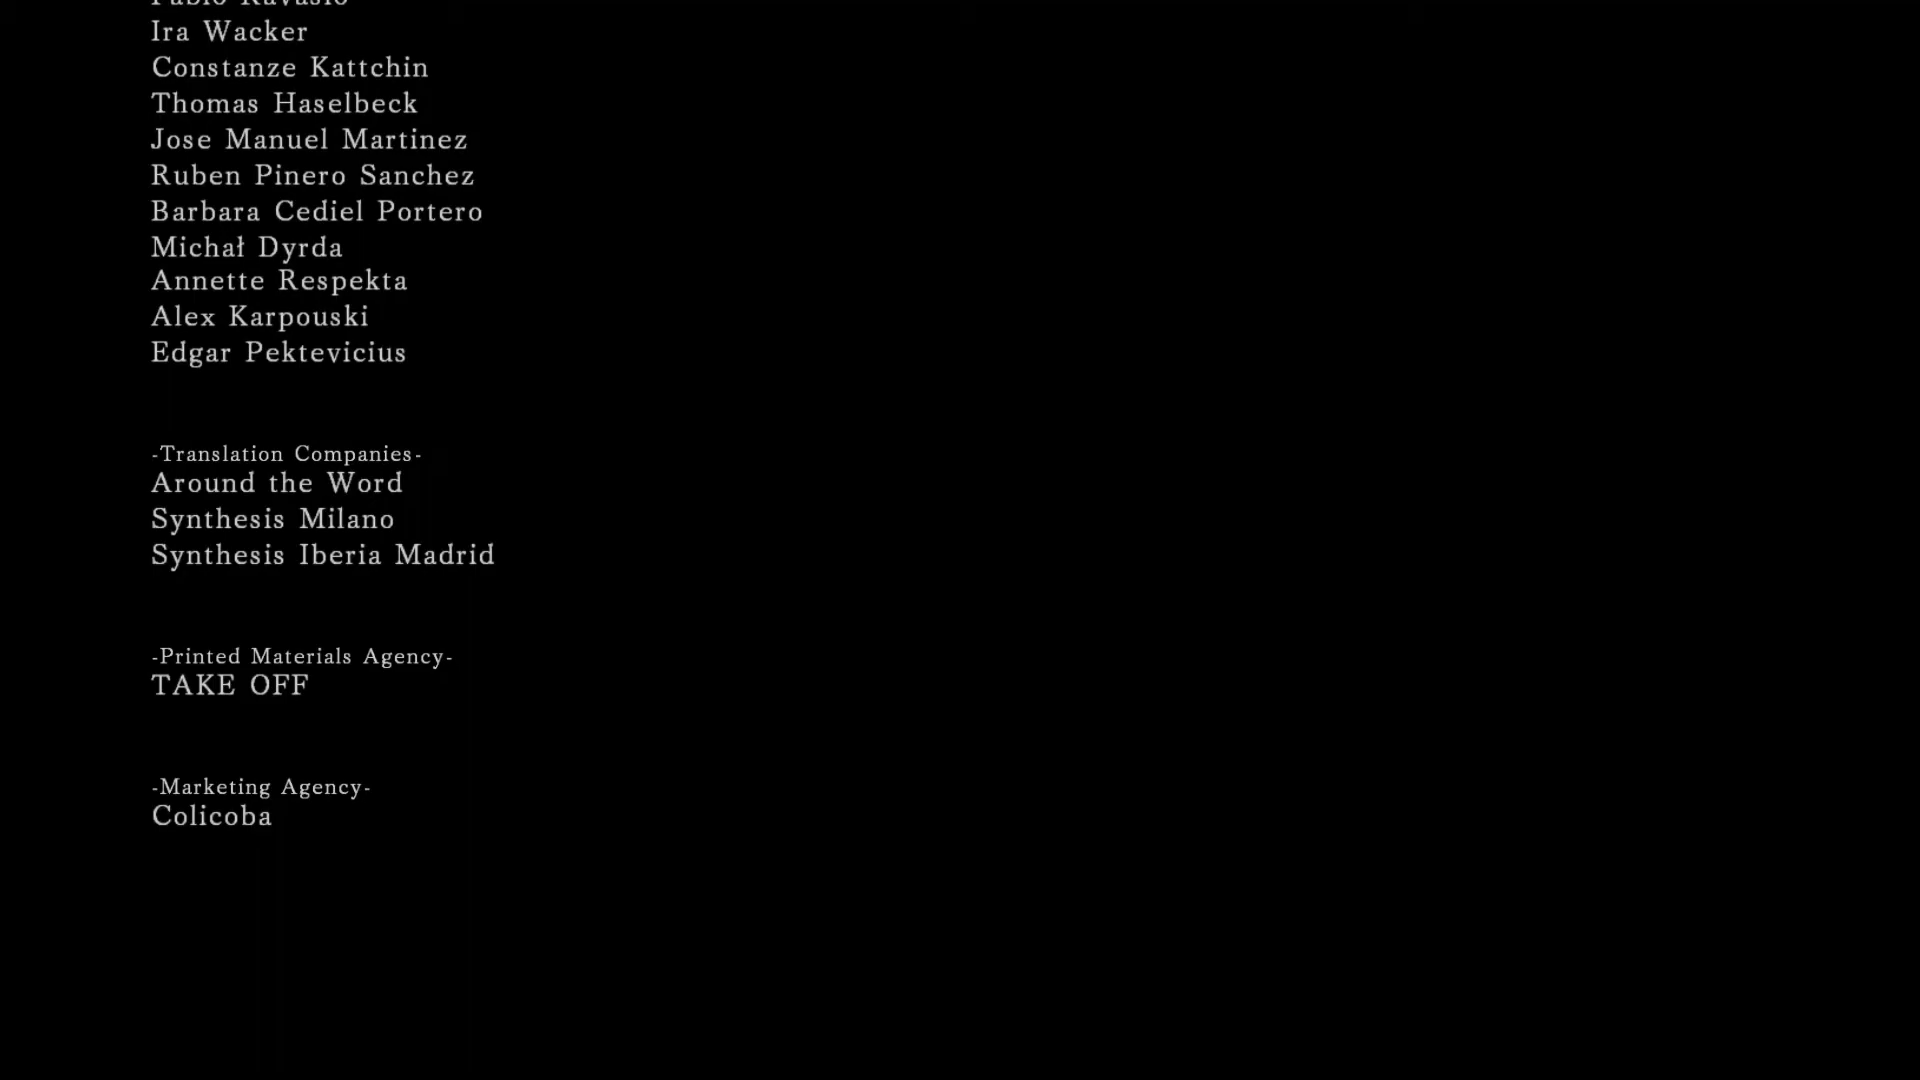 Ira Wacker
Constanze Kattchin
Thomas Haselbeck
Jose Manuel Martinez
Ruben Pinero Sanchez
Barbara Cediel Portero
Michał Dyrda
Annette Respekta
Alex Karpouski
Edgar Pektevicius
-Translation Companies-
Around the Word
Synthesis Milano
Synthesis Iberia Madrid
-Printed Materials Agency-
TAKE OFF
-Marketing Agency-
Colicoba